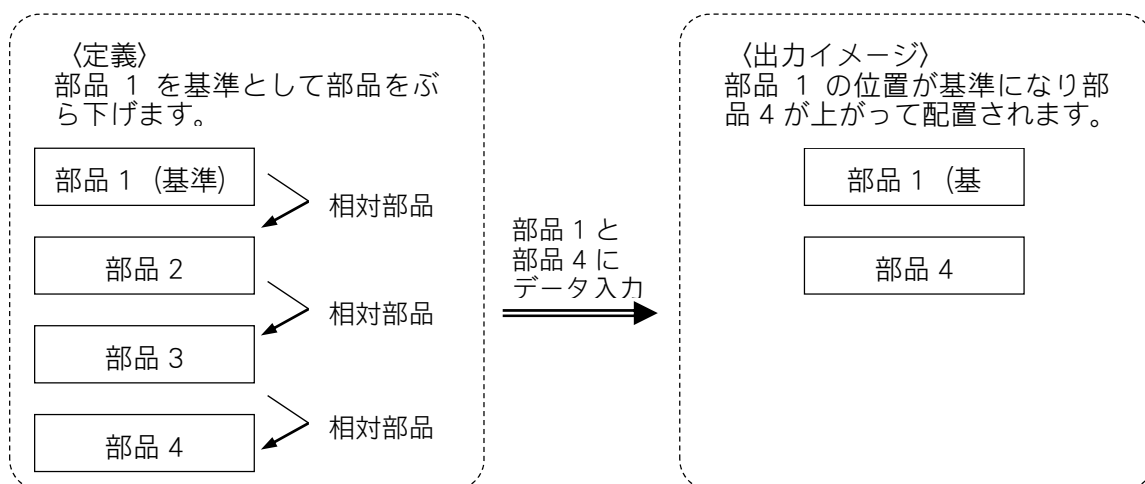 〈定義〉
部品 1 を基準として部品をぶ
ら下げます。
部品 1 (基準)
相対部品
部品 2
相対部品
部品 3
相対部品
部品 4
部品 1 と
部品 4 に
データ入力
〈出力イメージ〉
部品 1 の位置が基準になり部
品 4 が上がって配置されます。
部品 1 (基
部品 4